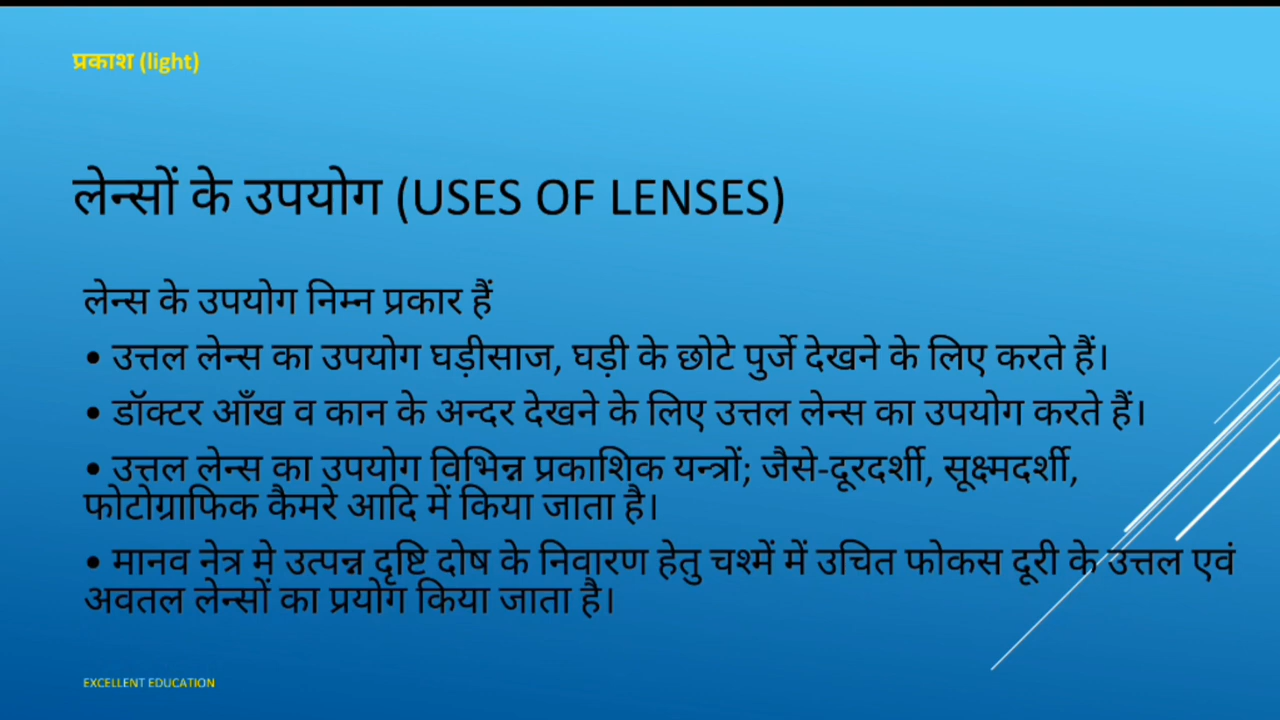 प्रकाश (light)
लेन्सों के उपयोग (USES OF LENSES)
लेन्स के उपयोग निम्न प्रकार हैं
• उत्तल लेन्स का उपयोग घड़ीसाज, घड़ी के छोटे पुर्जे देखने के लिए करते हैं।
• डॉक्टर आँख व कान के अन्दर देखने के लिए उत्तल लेन्स का उपयोग करते हैं।
• उत्तल लेन्स का उपयोग विभिन्न प्रकाशिक यन्त्रों; जैसे-दूरदर्शी, सूक्ष्मदर्शी,
फोटोग्राफिक कैमरे आदि में किया जाता है।
• मानव नेत्र मे उत्पन्न दृष्टि दोष के निवारण हेतु चश्में में उचित फोकस दूरी के उत्तल एवं
अवतल लेन्सों का प्रयोग किया जाता है।
EXCELLENT EDUCATION